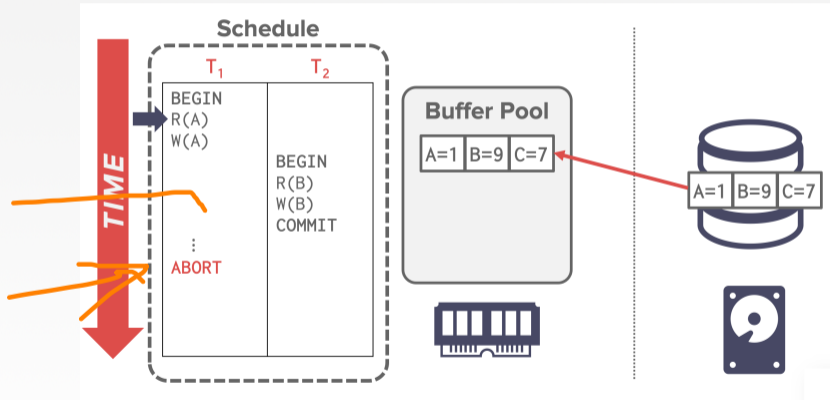 Schedule
T1 T2
BEGIN
R(A)
W(A)
BEGIN
R(B)
W(B)
COMMIT
⋮
ABORT
TIME
Buffer Pool
A=1 B=9 C=7
A=1 B=9 C=7